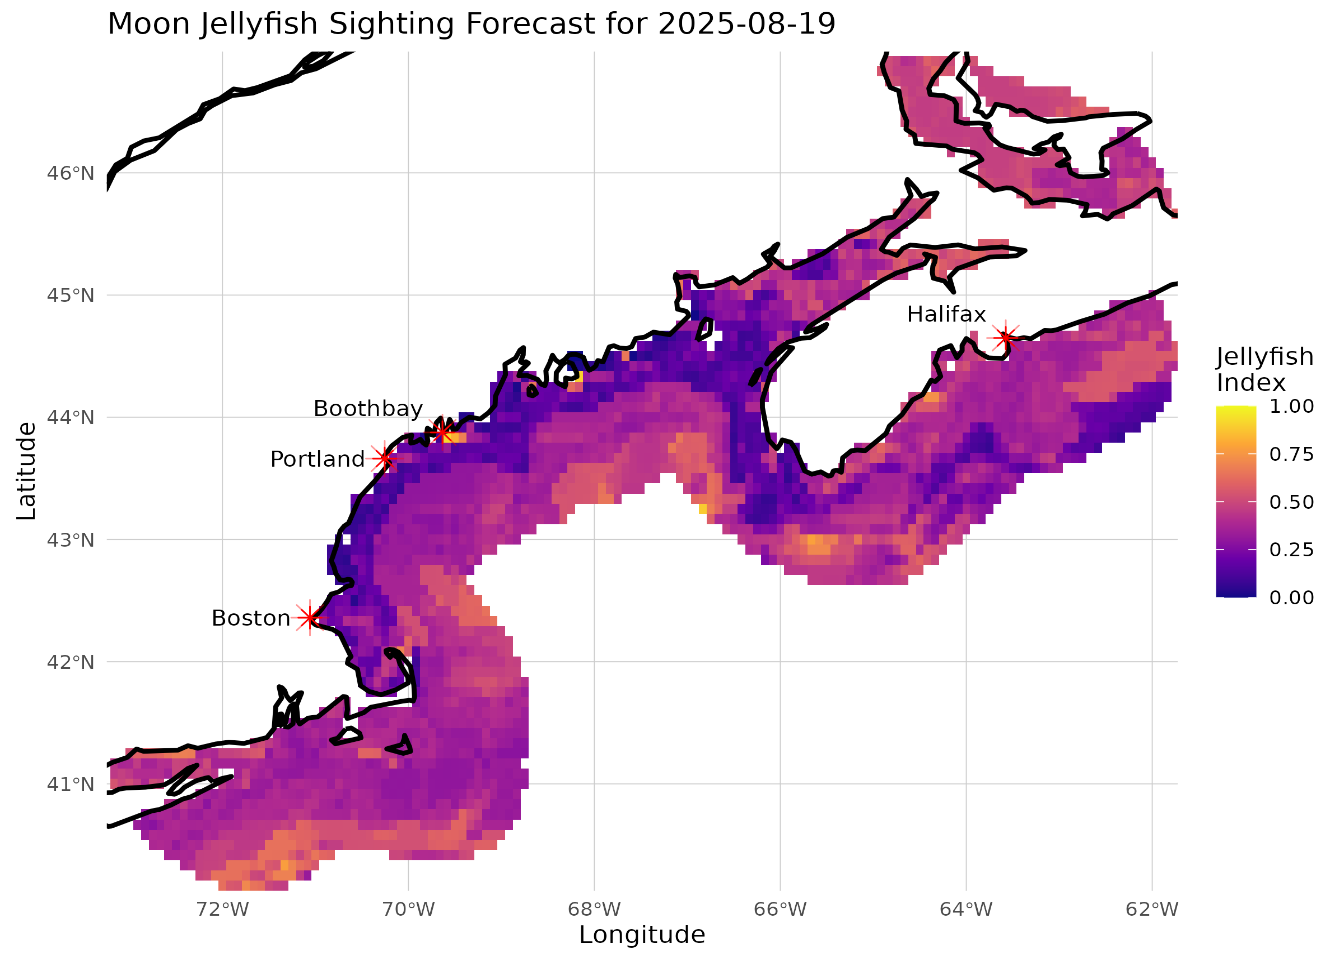 Moon Jellyfish Sighting Forecast for 2025-08-19
46°N
45°N
44°N
43°N
42°N
41°N
Latitude
Halifax
Boothbay
Portland
Boston
72°W
70°W
68°W
66°W
64°W
62°W
Longitude
Jellyfish
Index
1.00
0.75
0.50
0.25
0.00